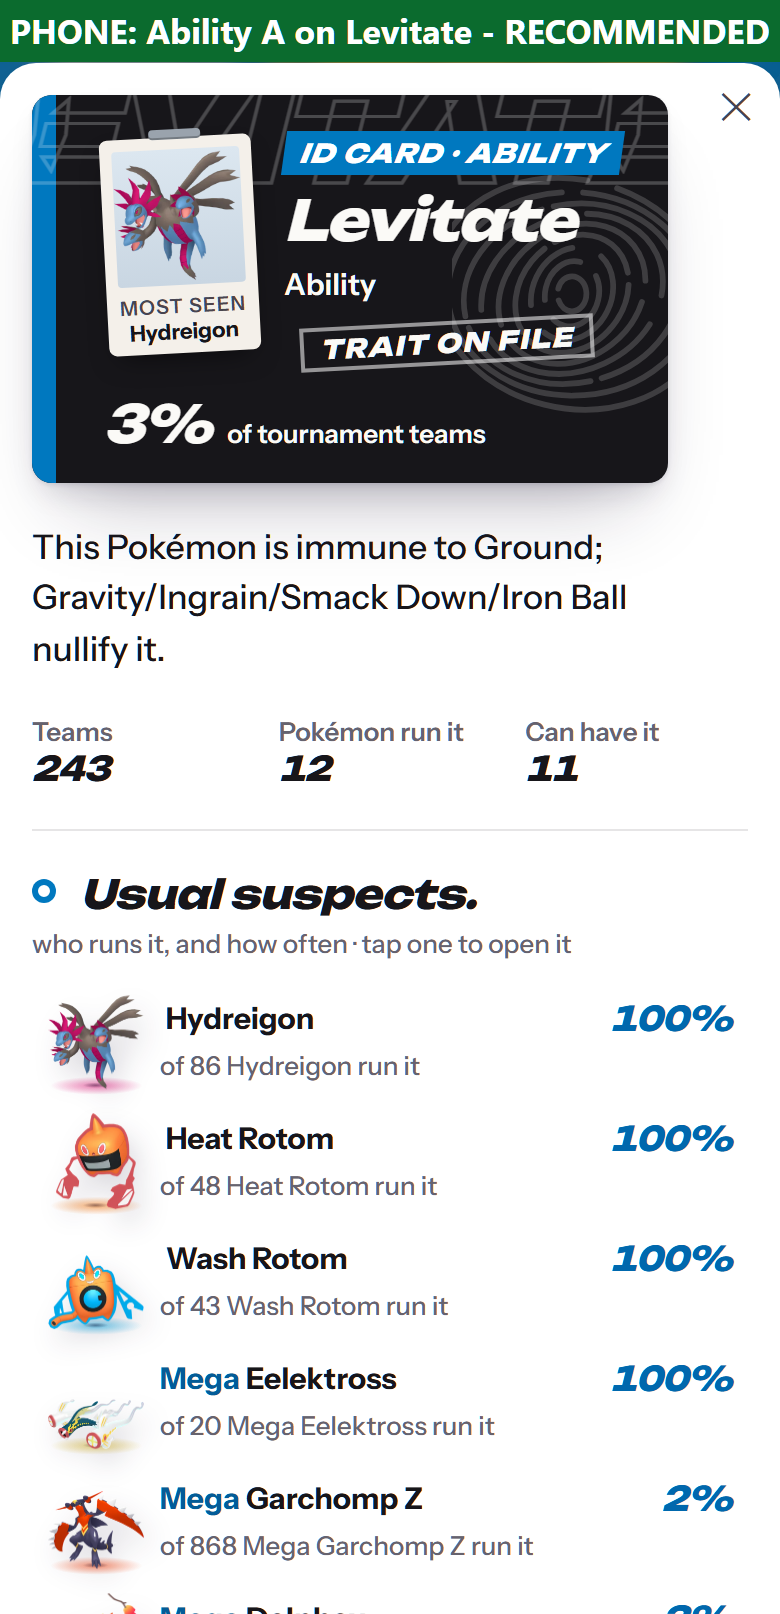 PHONE: Ability A on Levitate - RECOMMENDED
LEVITATE
ID CARD · ABILITY
Levitate
Ability
MOST SEEN
Hydreigon
TRAIT ON FILE
3% of tournament teams
This Pokémon is immune to Ground;
Gravity/Ingrain/Smack Down/Iron Ball
nullify it.
Teams Pokémon run it Can have it
243 12 11
Usual suspects.
who runs it, and how often · tap one to open it
Hydreigon 100%
of 86 Hydreigon run it
Heat Rotom 100%
of 48 Heat Rotom run it
Wash Rotom 100%
of 43 Wash Rotom run it
Mega Eelektross 100%
of 20 Mega Eelektross run it
Mega Garchomp Z 2%
of 868 Mega Garchomp Z run it
Mega